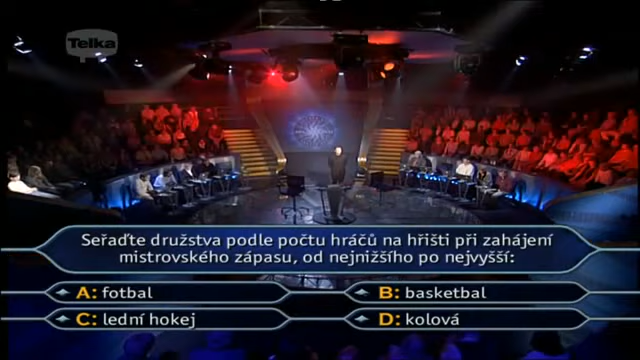 Telka
Seřaďte družstva podle počtu hráčů na hřišti při zahájení
mistrovského zápasu, od nejnižšího po nejvyšší:
A: fotbal
B: basketbal
C: lední hokej
D: kolová